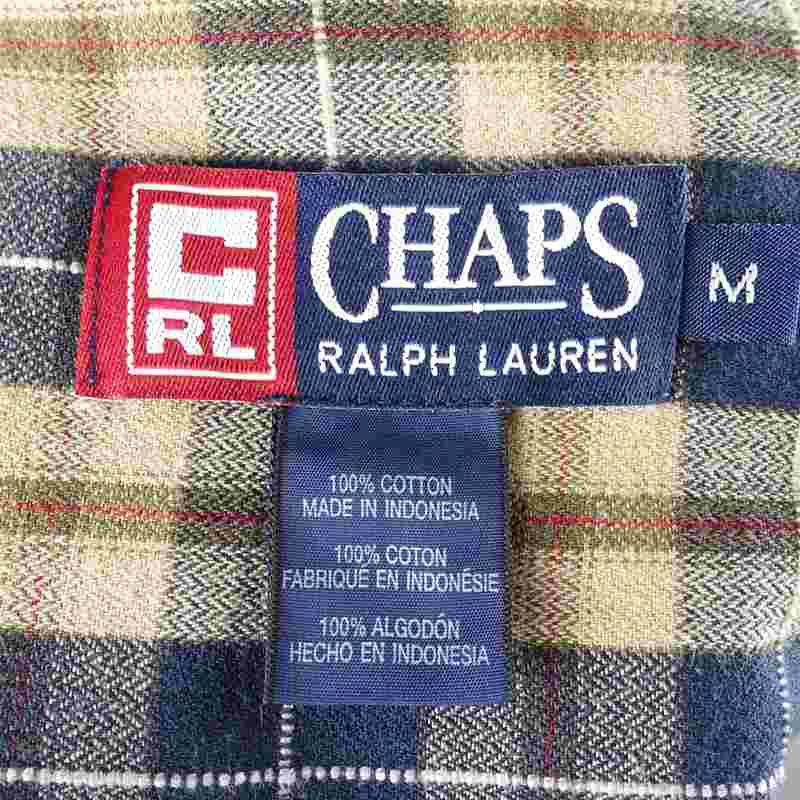 C
RL
CHAPS
RALPH LAUREN
M
100% COTTON
MADE IN INDONESIA
100% COTON
FABRIQUÉ EN INDONÉSIE
100% ALGODÓN
HECHO EN INDONESIA